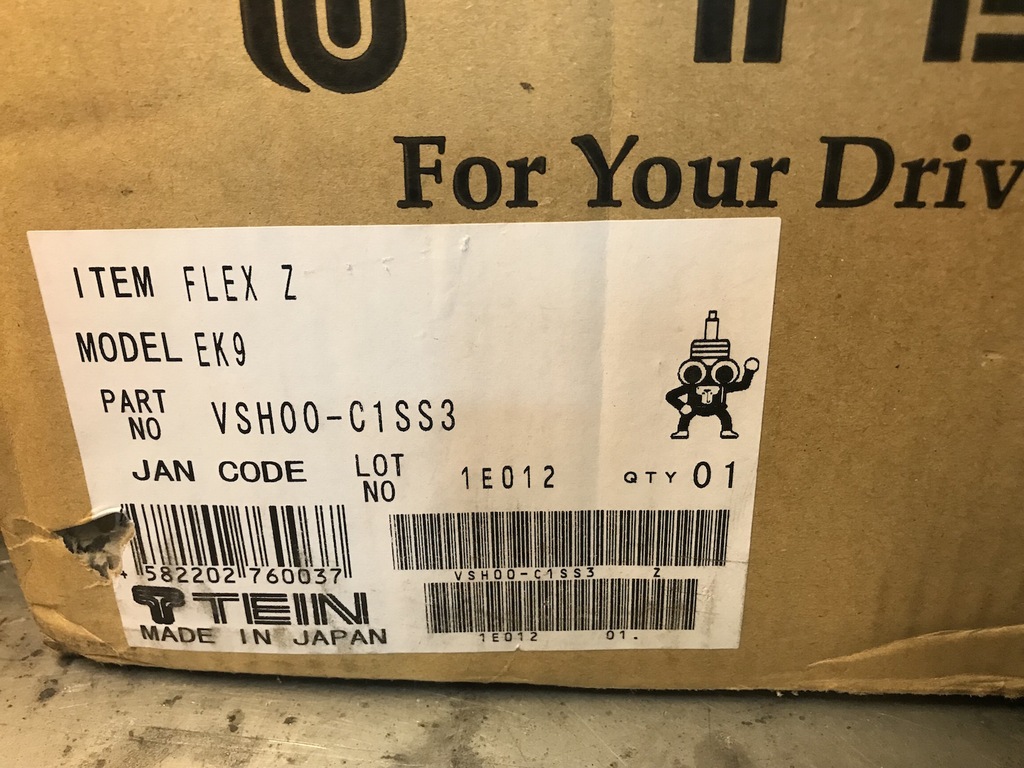 For Your Driv
ITEM FLEX Z
MODEL EK9
PART NO VSH00-C1SS3
JAN CODE LOT NO 1E012 QTY 01
582202 760037
VSH00-C1SS3 Z
TEIN
1E012 01.
MADE IN JAPAN